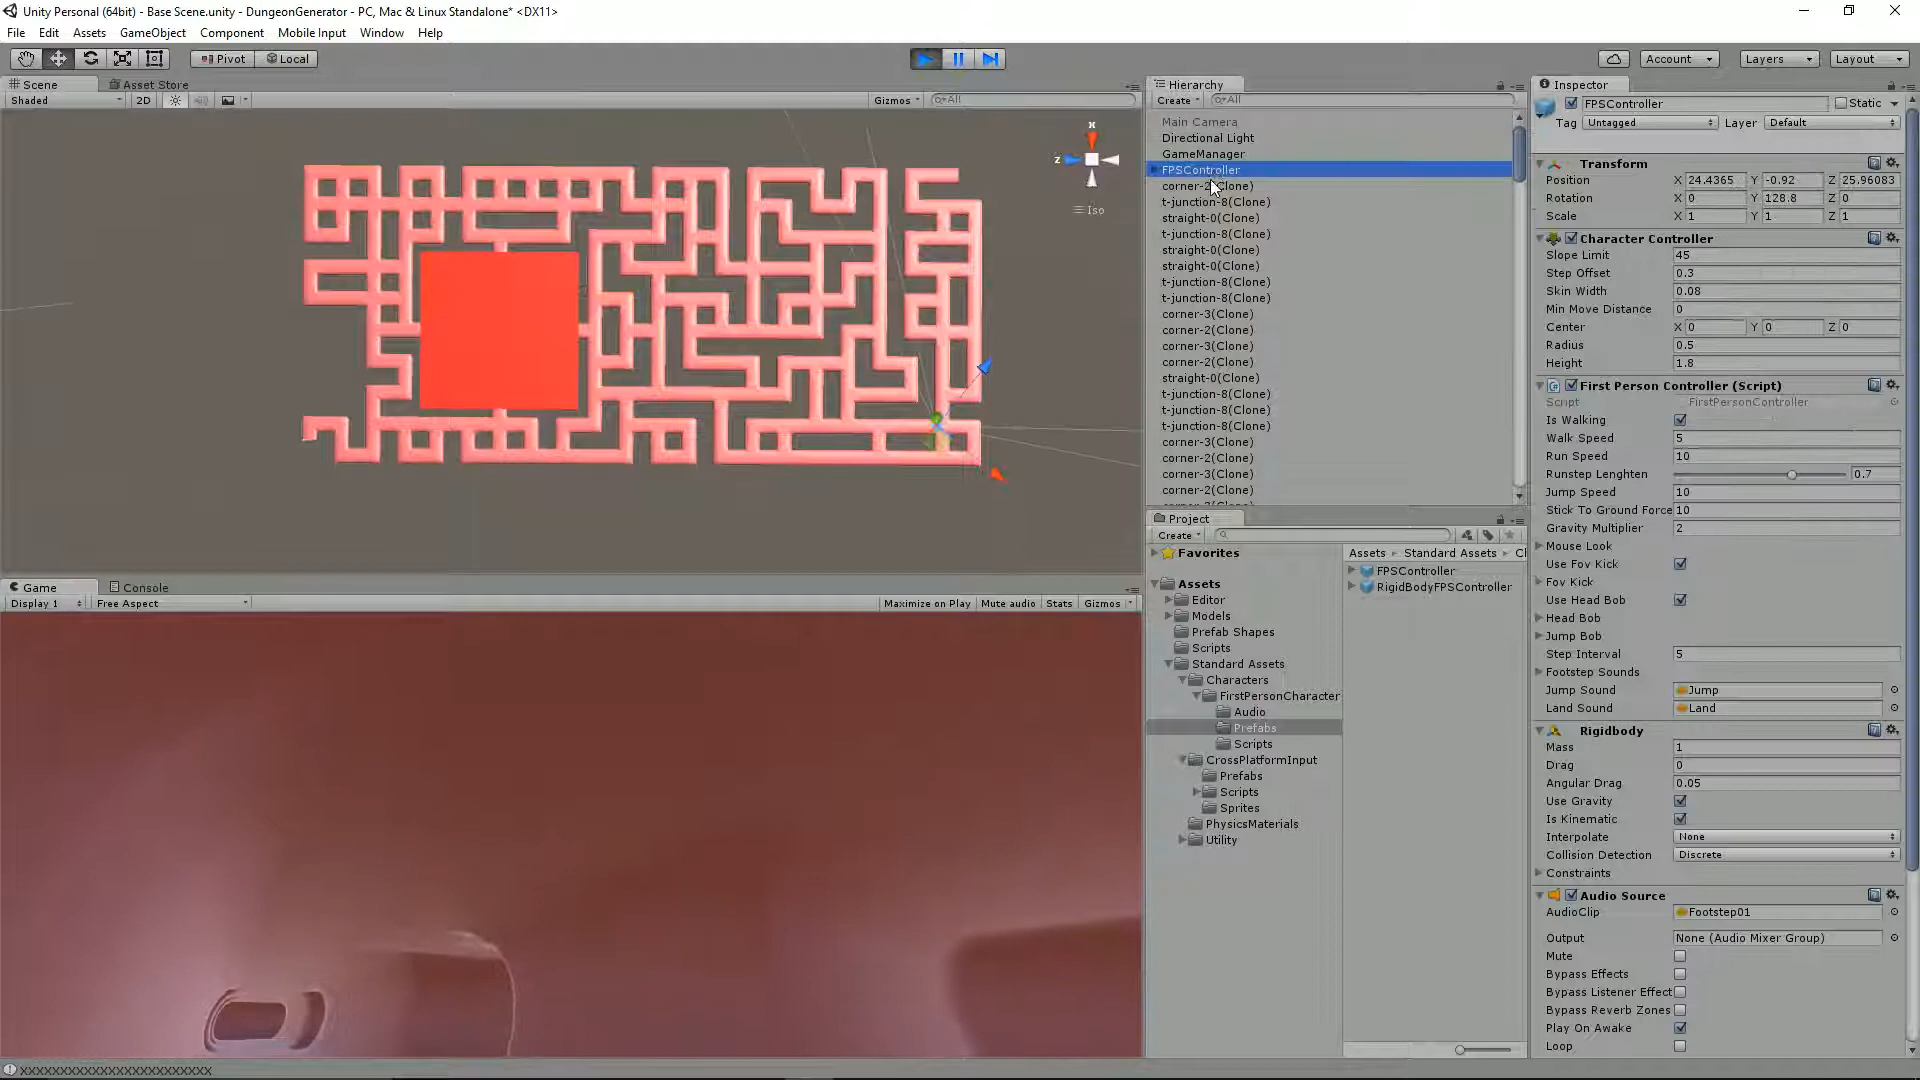 Unity Personal (64bit) - Base Scene.unity - DungeonGenerator - PC, Mac & Linux Standalone* <DX11>
File Edit Assets GameObject Component Mobile Input Window Help
Pivot Local Account Layers Layout
Scene Asset Store
Shaded 2D Gizmos All
x
z
Iso
Game Console
Display 1 Free Aspect Maximize on Play Mute audio Stats Gizmos
Hierarchy
Create All
Main Camera
Directional Light
GameManager
FPSController
corner-2(Clone)
t-junction-8(Clone)
straight-0(Clone)
t-junction-8(Clone)
straight-0(Clone)
straight-0(Clone)
t-junction-8(Clone)
t-junction-8(Clone)
corner-3(Clone)
corner-2(Clone)
corner-3(Clone)
corner-2(Clone)
straight-0(Clone)
t-junction-8(Clone)
t-junction-8(Clone)
t-junction-8(Clone)
corner-3(Clone)
corner-2(Clone)
corner-3(Clone)
corner-2(Clone)
Project
Create
Favorites
Assets
Editor
Models
Prefab Shapes
Scripts
Standard Assets
Characters
FirstPersonCharacter
Audio
Prefabs
Scripts
CrossPlatformInput
Prefabs
Scripts
Sprites
PhysicsMaterials
Utility
Assets Standard Assets
FPSController
RigidBodyFPSController
Inspector
FPSController Static
Tag Untagged Layer Default
Transform
Position X 24.4365 Y -0.92 Z 25.96083
Rotation X 0 Y 128.8 Z 0
Scale X 1 Y 1 Z 1
Character Controller
Slope Limit 45
Step Offset 0.3
Skin Width 0.08
Min Move Distance 0
Center X 0 Y 0 Z 0
Radius 0.5
Height 1.8
First Person Controller (Script)
Script FirstPersonController
Is Walking
Walk Speed 5
Run Speed 10
Runstep Lenghten 0.7
Jump Speed 10
Stick To Ground Force 10
Gravity Multiplier 2
Mouse Look
Use Fov Kick
Fov Kick
Use Head Bob
Head Bob
Jump Bob
Step Interval 5
Footstep Sounds
Jump Sound Jump
Land Sound Land
Rigidbody
Mass 1
Drag 0
Angular Drag 0.05
Use Gravity
Is Kinematic
Interpolate None
Collision Detection Discrete
Constraints
Audio Source
AudioClip Footstep01
Output None (Audio Mixer Group)
Mute
Bypass Effects
Bypass Listener Effect
Bypass Reverb Zones
Play On Awake
Loop